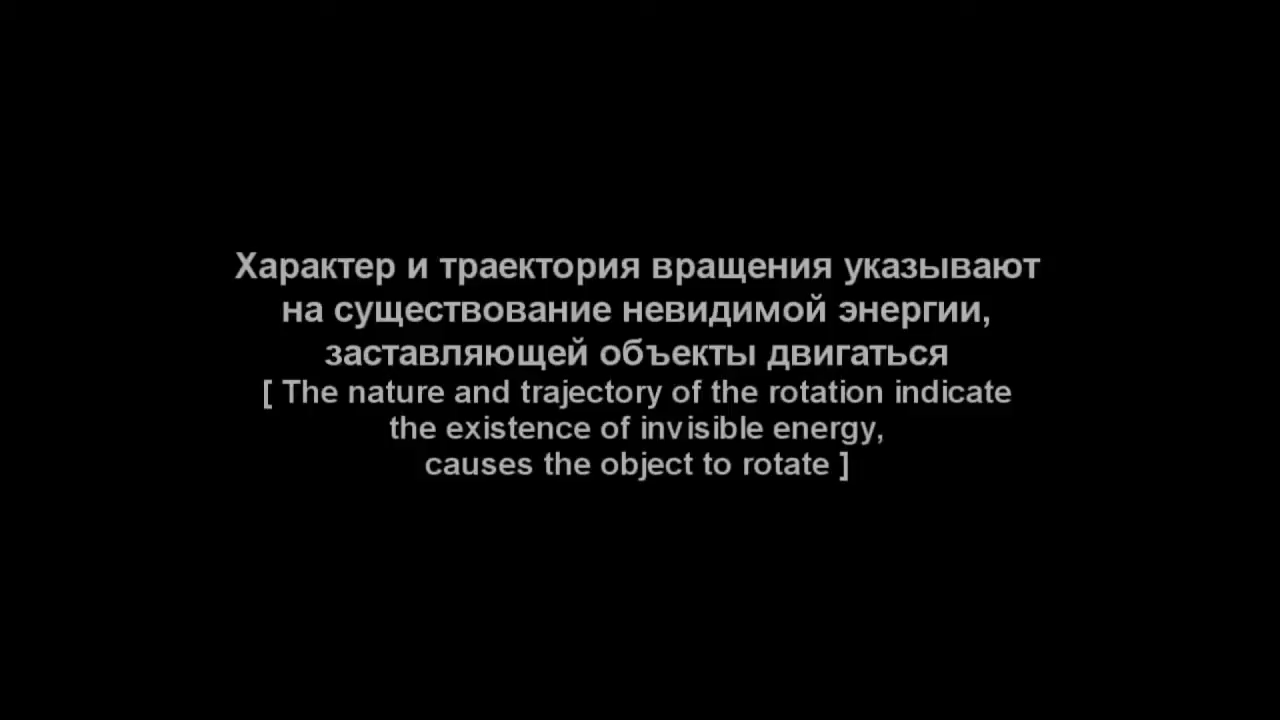 Характер и траектория вращения указывают
на существование невидимой энергии,
заставляющей объекты двигаться
[ The nature and trajectory of the rotation indicate
the existence of invisible energy,
causes the object to rotate ]